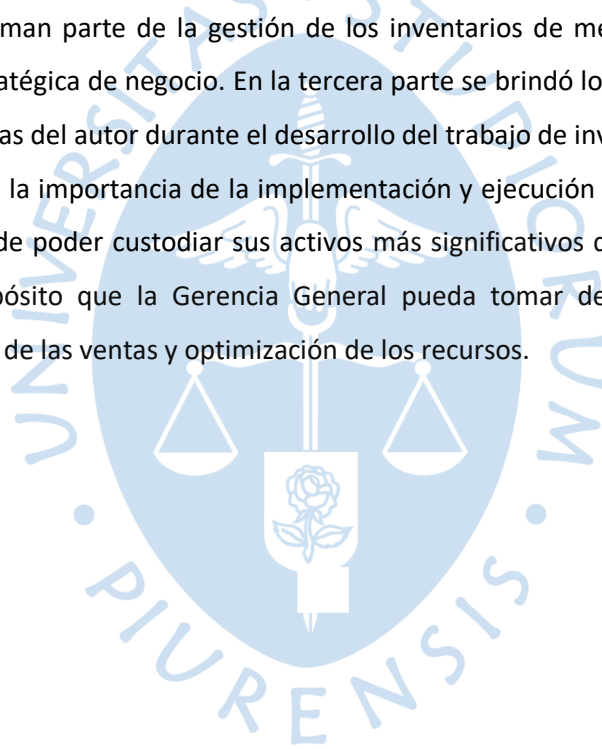 man parte de la gestión de los inventarios de me
atégica de negocio. En la tercera parte se brindó lo
as del autor durante el desarrollo del trabajo de inv
la importancia de la implementación y ejecución
de poder custodiar sus activos más significativos
pósito que la Gerencia General pueda tomar de
de las ventas y optimización de los recursos.
UNIVERSITAS STUDIORUM
PIURENSIS